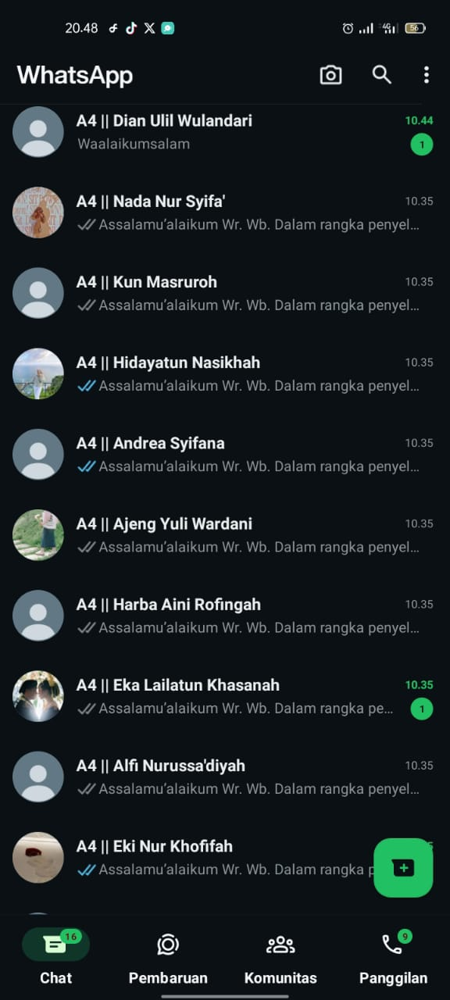 20.48
4G
56
WhatsApp
A4 || Dian Ulil Wulandari
10.44
Waalaikumsalam
1
A4 || Nada Nur Syifa'
10.35
Assalamu’alaikum Wr. Wb. Dalam rangka penyel...
A4 || Kun Masruroh
10.35
Assalamu’alaikum Wr. Wb. Dalam rangka penyel...
A4 || Hidayatun Nasikhah
10.35
Assalamu’alaikum Wr. Wb. Dalam rangka penyel...
A4 || Andrea Syifana
10.35
Assalamu’alaikum Wr. Wb. Dalam rangka penyel...
A4 || Ajeng Yuli Wardani
10.35
Assalamu’alaikum Wr. Wb. Dalam rangka penyel...
A4 || Harba Aini Rofingah
10.35
Assalamu’alaikum Wr. Wb. Dalam rangka penyel...
A4 || Eka Lailatun Khasanah
10.35
Assalamu’alaikum Wr. Wb. Dalam rangka pe...
1
A4 || Alfi Nurussa'diyah
10.35
Assalamu’alaikum Wr. Wb. Dalam rangka penyel...
A4 || Eki Nur Khofifah
Assalamu’alaikum Wr. Wb. Dalam rangka
16
9
Chat
Pembaruan
Komunitas
Panggilan